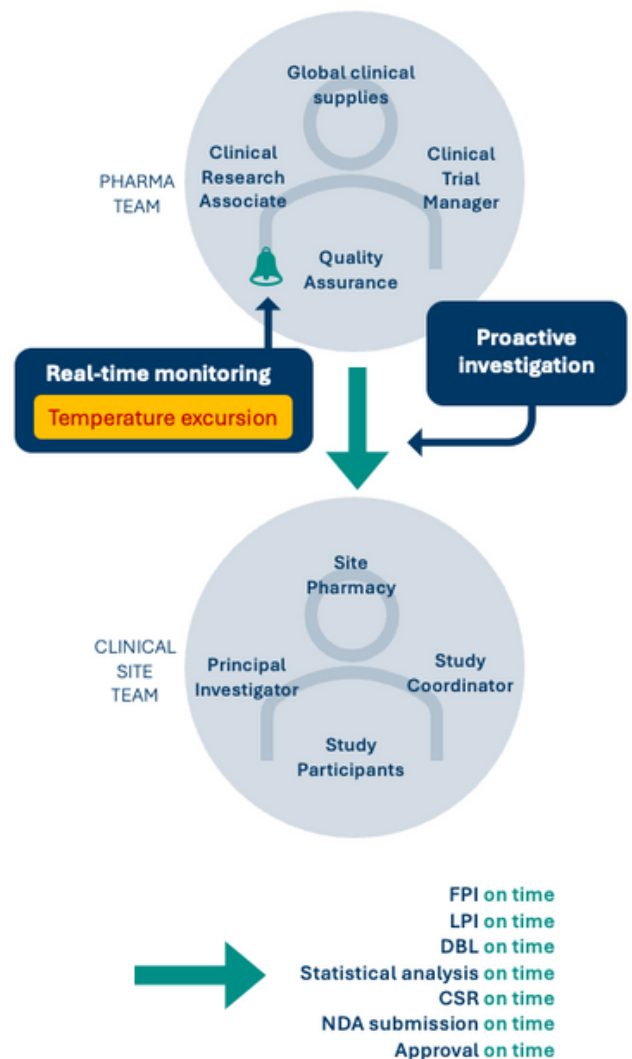 Global clinical
supplies
Clinical
Research
Associate
Clinical
Trial
Manager
PHARMA
TEAM
Quality
Assurance
Proactive
investigation
Real-time monitoring
Temperature excursion
Site
Pharmacy
CLINICAL
SITE
TEAM
Principal
Investigator
Study
Coordinator
Study
Participants
FPI on time
LPI on time
DBL on time
Statistical analysis on time
CSR on time
NDA submission on time
Approval on time